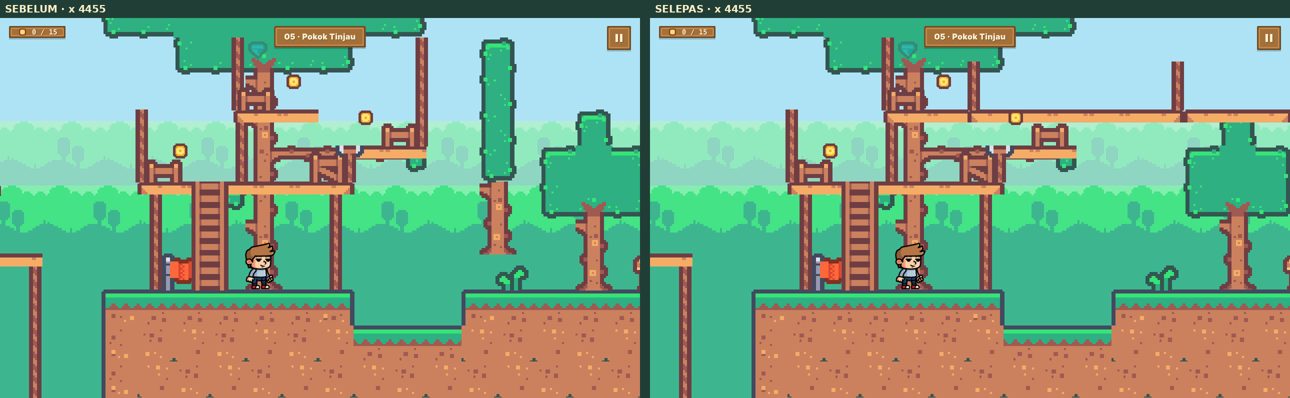 SEBELUM · x 4455
SELEPAS · x 4455
0 / 15
05 · Pokok Tinjau
0 / 15
05 · Pokok Tinjau